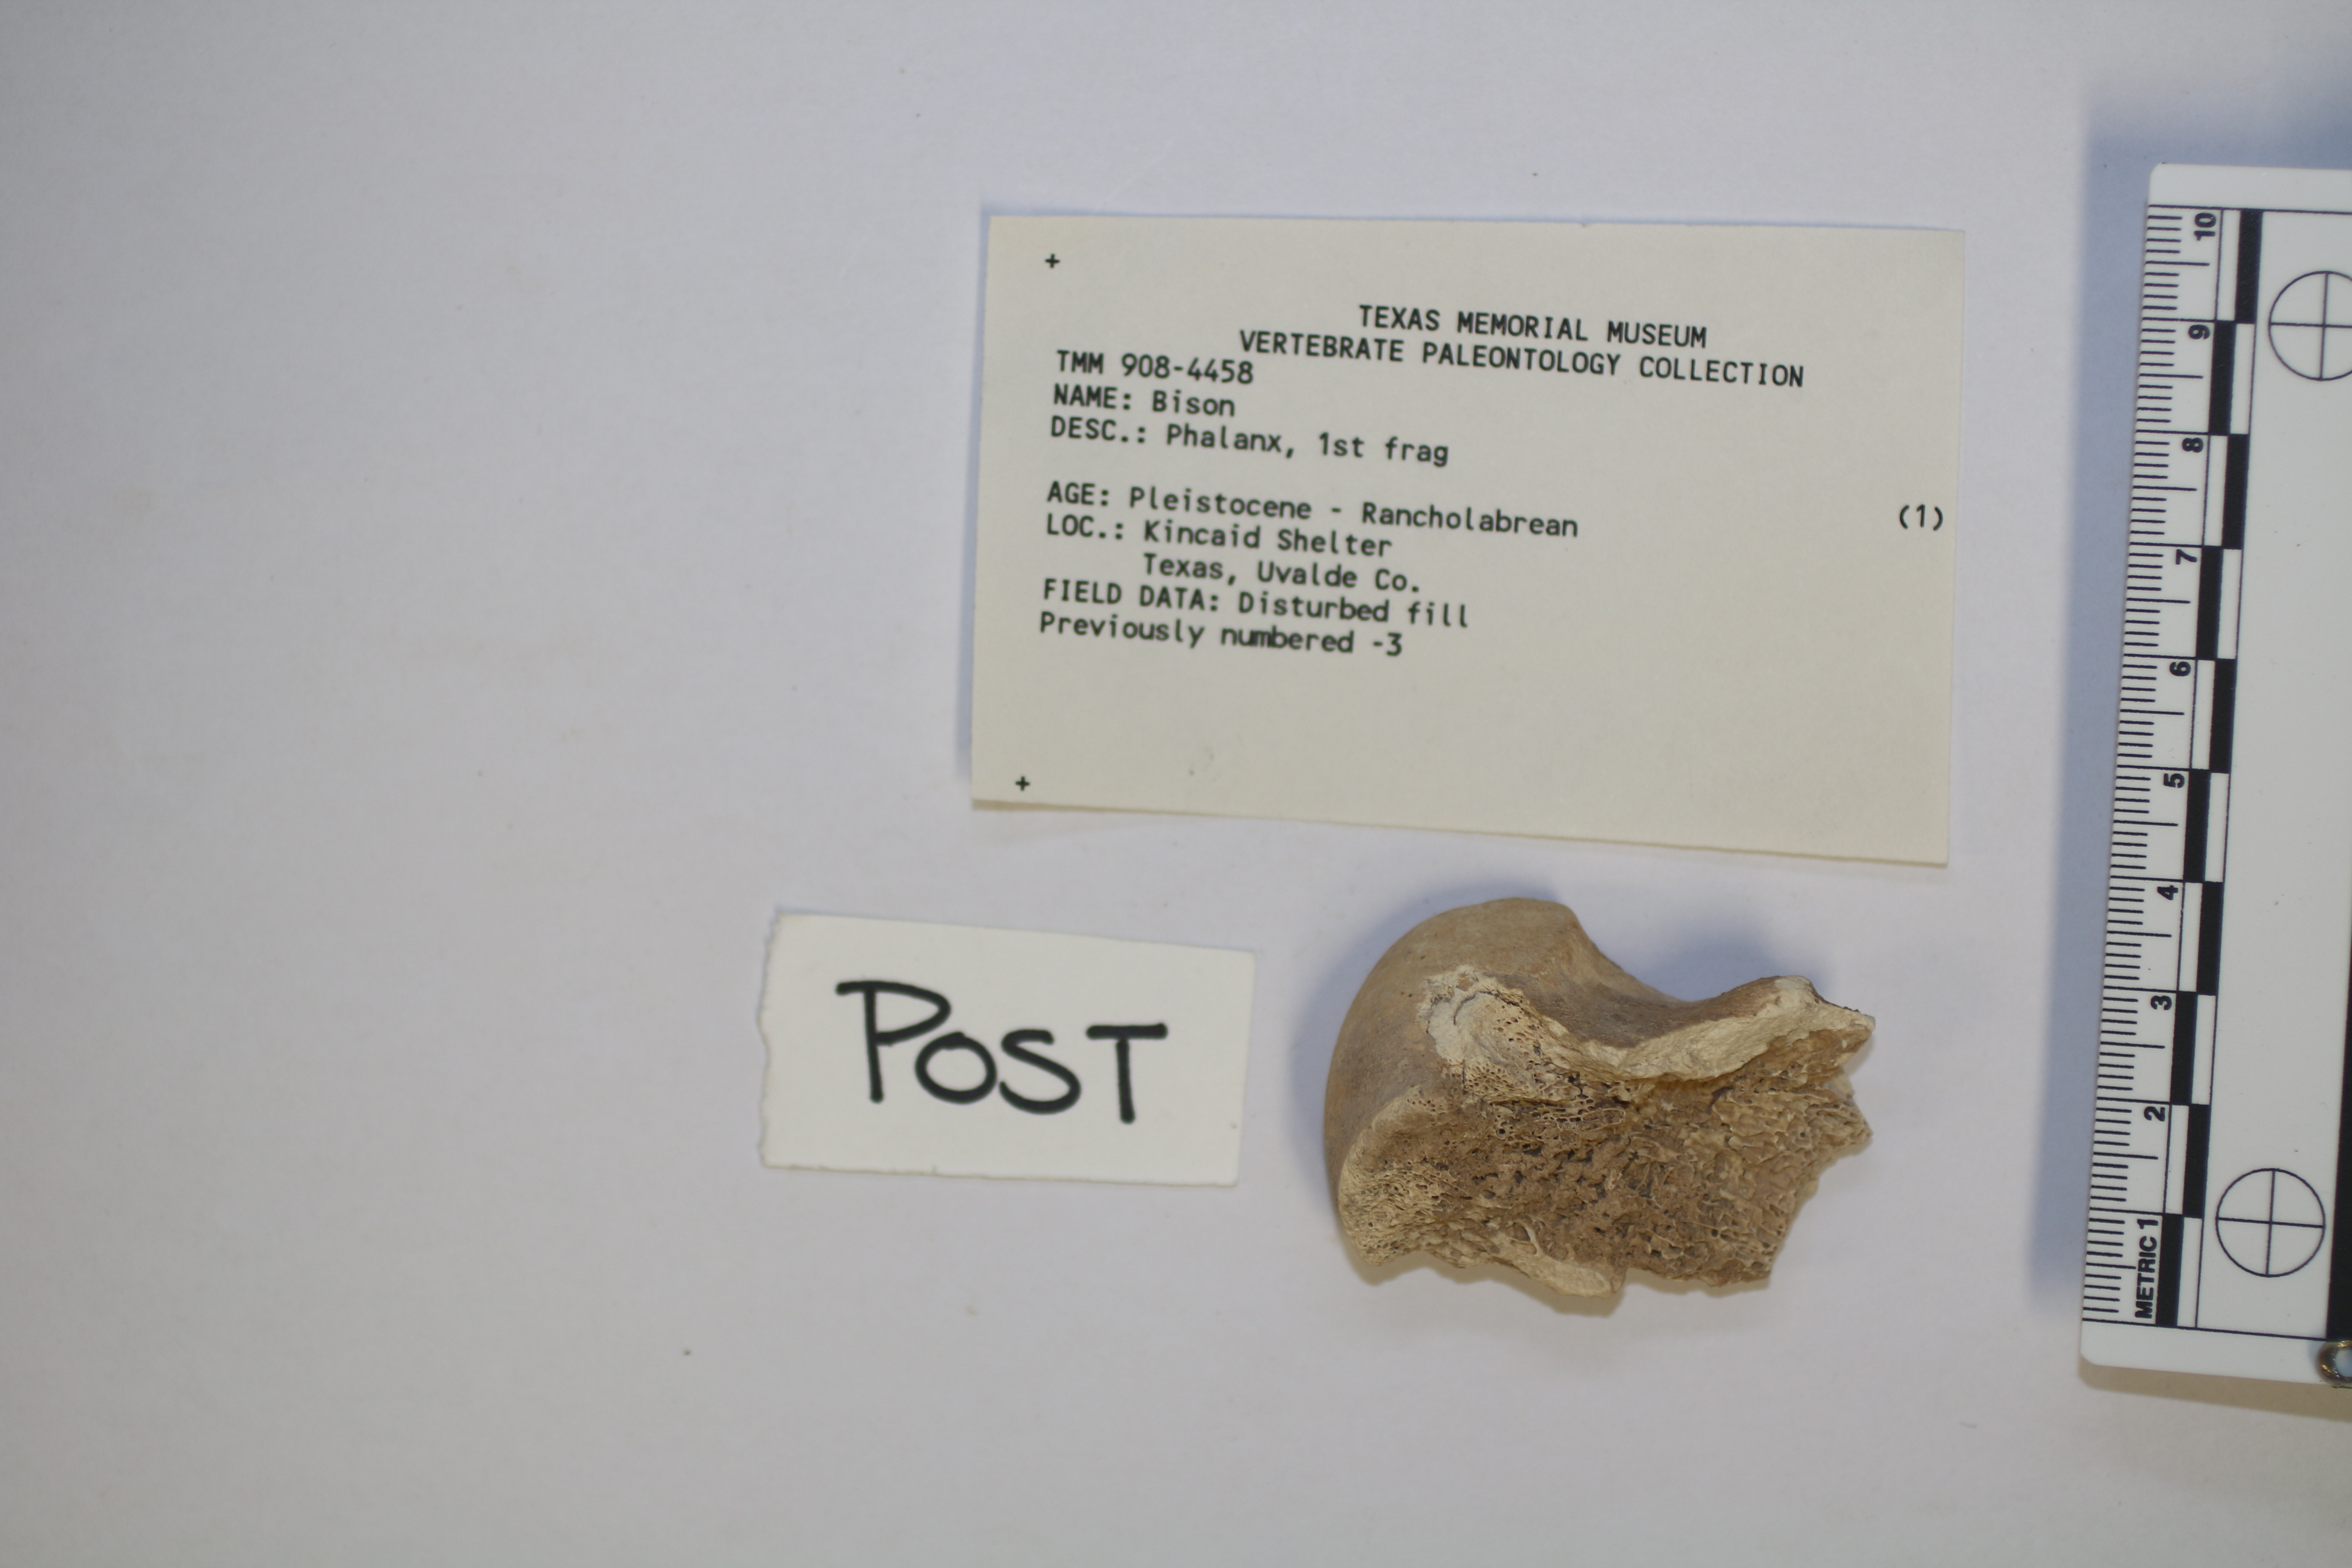 +
TEXAS MEMORIAL MUSEUM
VERTEBRATE PALEONTOLOGY COLLECTION
TMM 908-4458
NAME: Bison
DESC.: Phalanx, 1st frag
AGE: Pleistocene - Rancholabrean (1)
LOC.: Kincaid Shelter
Texas, Uvalde Co.
FIELD DATA: Disturbed fill
Previously numbered -3
+
POST
10
9
8
7
6
5
4
3
2
METRIC 1